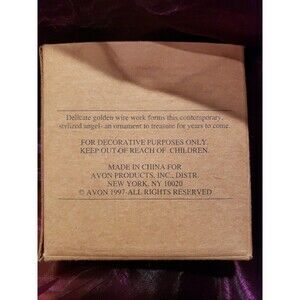 Delicate golden wire work forms this contemporary,
stylized angel- an ornament to treasure for years to come.
FOR DECORATIVE PURPOSES ONLY.
KEEP OUT OF REACH OF CHILDREN.
MADE IN CHINA FOR
AVON PRODUCTS, INC., DISTR.
NEW YORK, NY 10020
© AVON 1997 ALL RIGHTS RESERVED